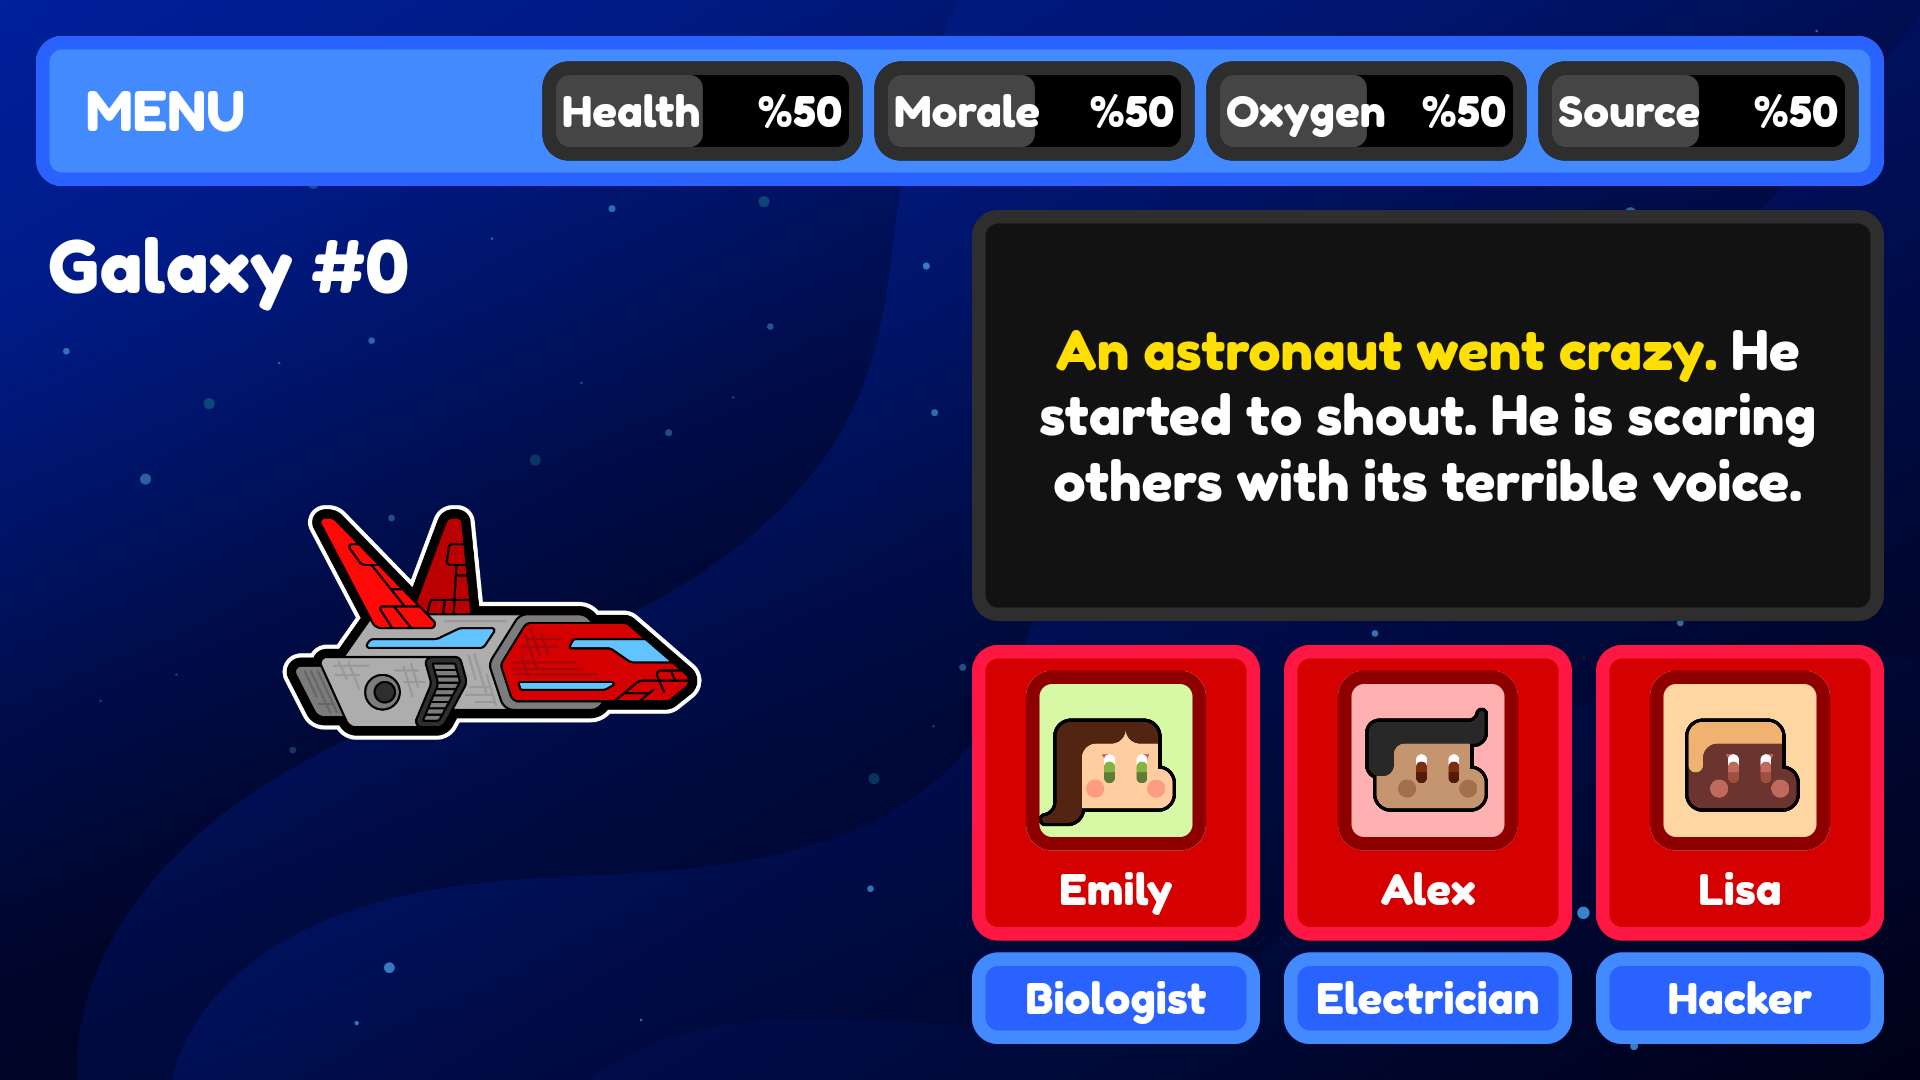 MENU
Health %50
Morale %50
Oxygen %50
Source %50
Galaxy #0
An astronaut went crazy. He
started to shout. He is scaring
others with its terrible voice.
Emily
Alex
Lisa
Biologist
Electrician
Hacker